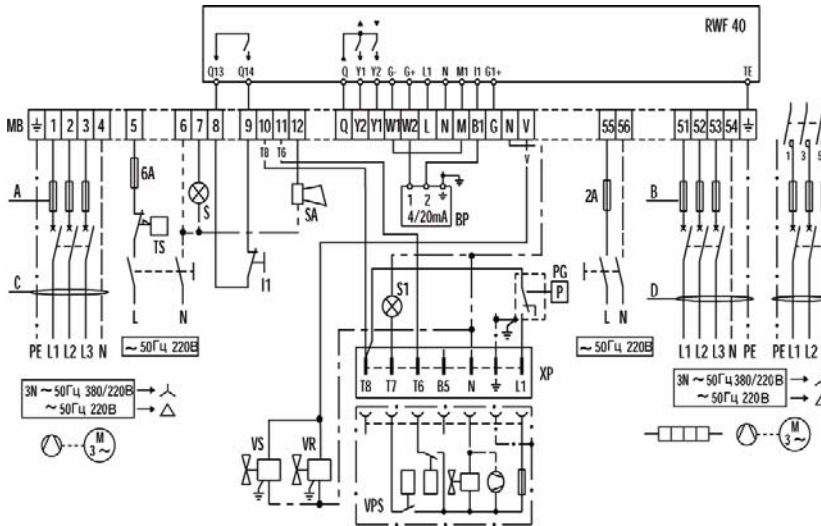 RWF 40
Q13 Q14 Q Y1 Y2 G- G+ L1 N M1 I1 G1+ TE
MB 1 2 3 4 5 6 7 8 9 10 11 12 Q Y2 Y1 W1 W2 L N M B1 G N V 55 56 51 52 53 54
T8 T6 V 1 3
A 6A S SA 1 2 2A B
4/20mA BP
TS
C I1 S1 PG D
P
L N L N
PE L1 L2 L3 N ~50Гц 220В ~50Гц 220В L1 L2 L3 N PE PE L1 L2
T8 T7 T6 B5 N L1 XP
3N ~50Гц 380/220В
~50Гц 220В
3N ~50Гц 380/220В
~50Гц 220В
M
3~
VS VR
M
3~
VPS